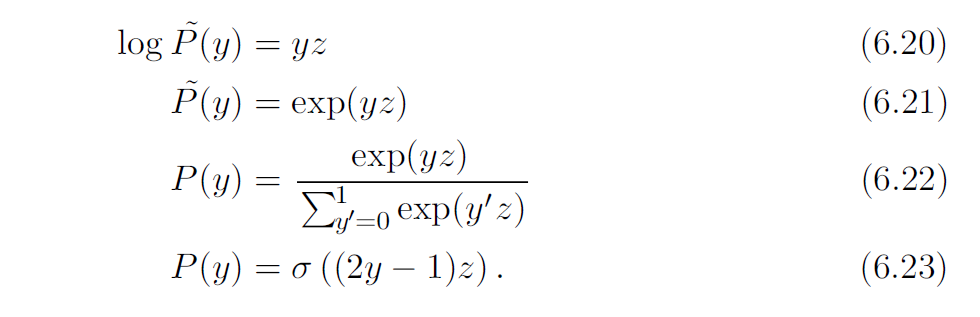 log P̃(y) = yz (6.20)
P̃(y) = exp(yz) (6.21)
P(y) = exp(yz) / ∑_{y′=0}^{1} exp(y′z) (6.22)
P(y) = σ ((2y − 1)z) . (6.23)